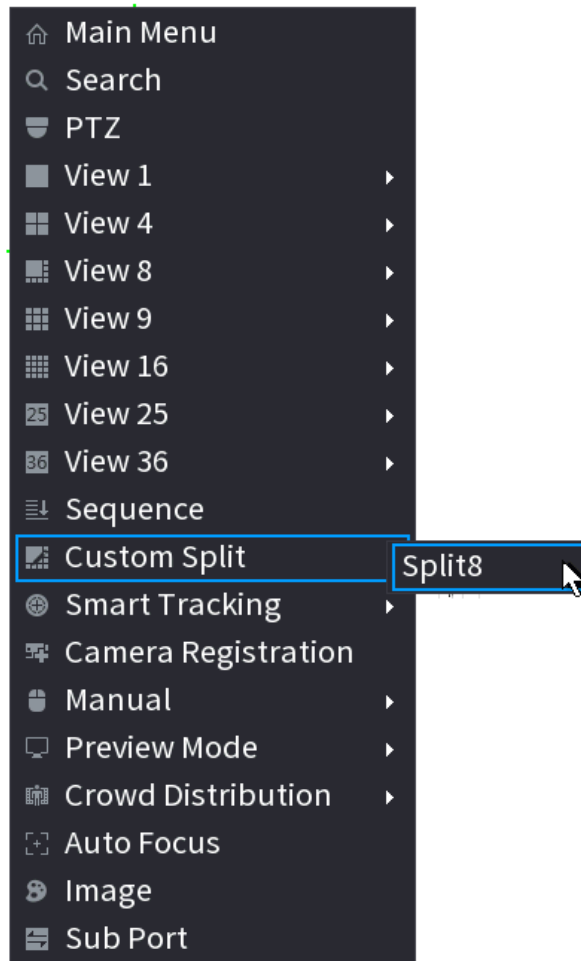 Main Menu
Search
PTZ
View 1
View 4
View 8
View 9
View 16
25 View 25
36 View 36
Sequence
Custom Split
Split8
Smart Tracking
Camera Registration
Manual
Preview Mode
Crowd Distribution
Auto Focus
Image
Sub Port